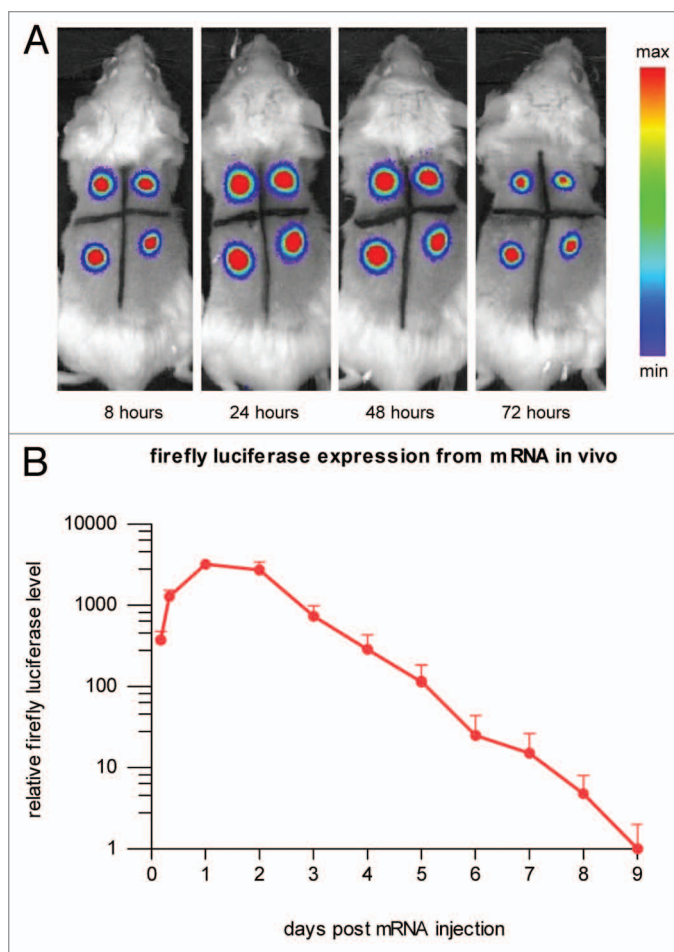 A
max
min
8 hours
24 hours
48 hours
72 hours
B
firefly luciferase expression from mRNA in vivo
relative firefly luciferase level
10000
1000
100
10
1
0 1 2 3 4 5 6 7 8 9
days post mRNA injection